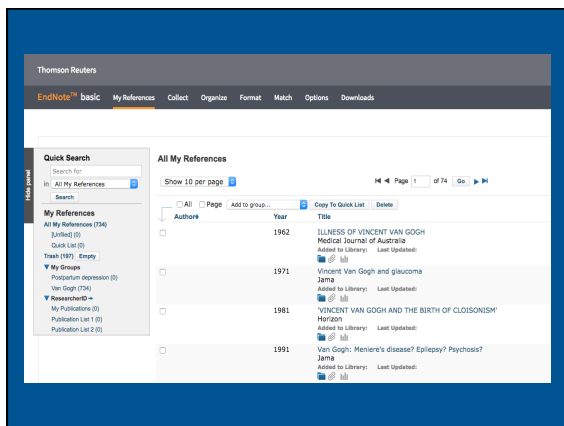 Thomson Reuters
EndNote™ basic My References Collect Organize Format Match Options Downloads
Hide panel
Quick Search
Search for
in All My References
Search
My References
All My References (734)
[Unfiled] (0)
Quick List (0)
Trash (197) Empty
▼ My Groups
Postpartum depression (0)
Van Gogh (734)
▼ ResearcherID
My Publications (0)
Publication List 1 (0)
Publication List 2 (0)
All My References
Show 10 per page
Page 1 of 74 Go
All Page Add to group... Copy To Quick List Delete
Author Year Title
1962 ILLNESS OF VINCENT VAN GOGH
Medical Journal of Australia
Added to Library: Last Updated:
1971 Vincent Van Gogh and glaucoma
Jama
Added to Library: Last Updated:
1981 'VINCENT VAN GOGH AND THE BIRTH OF CLOISONISM'
Horizon
Added to Library: Last Updated:
1991 Van Gogh: Meniere's disease? Epilepsy? Psychosis?
Jama
Added to Library: Last Updated: